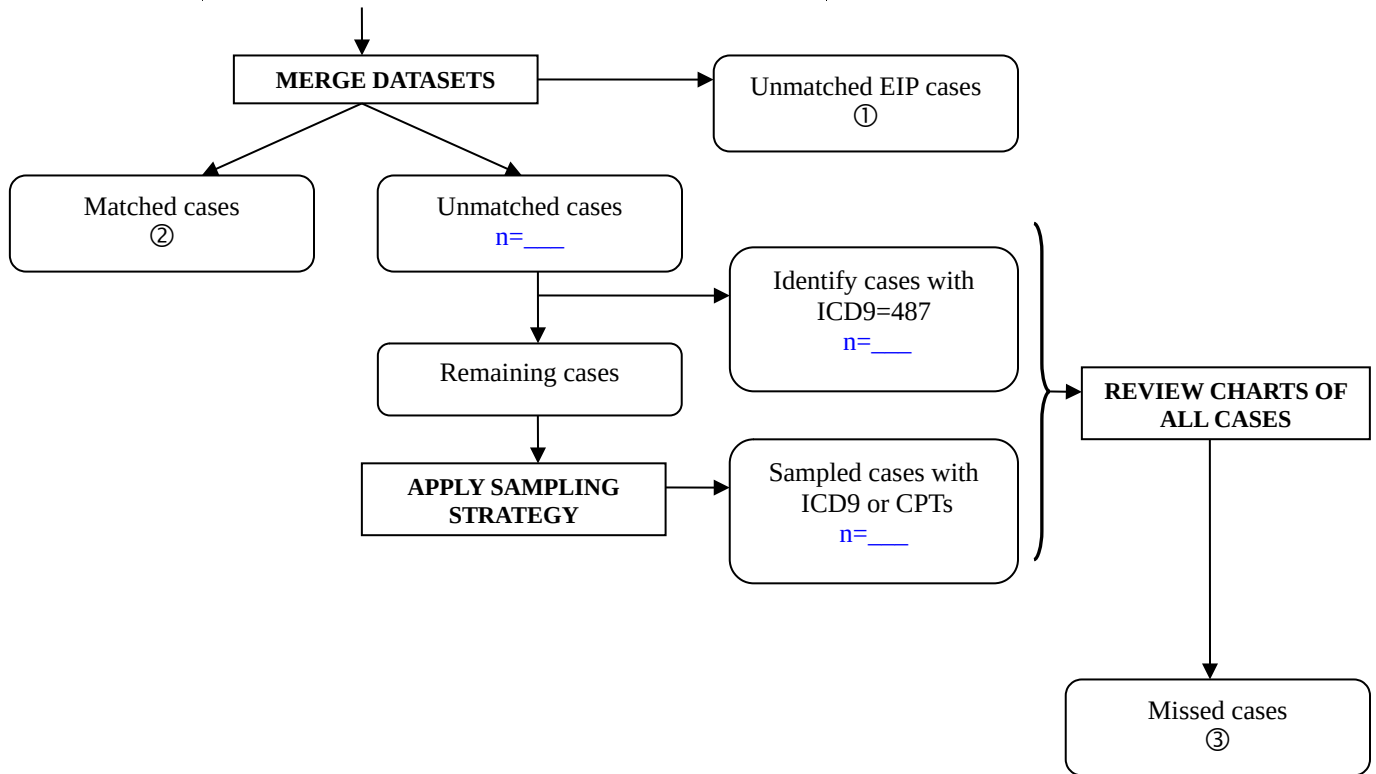 MERGE DATASETS
Unmatched EIP cases
①
Matched cases
②
Unmatched cases
n=___
Identify cases with
ICD9=487
n=___
Remaining cases
REVIEW CHARTS OF
ALL CASES
APPLY SAMPLING
STRATEGY
Sampled cases with
ICD9 or CPTs
n=___
Missed cases
③